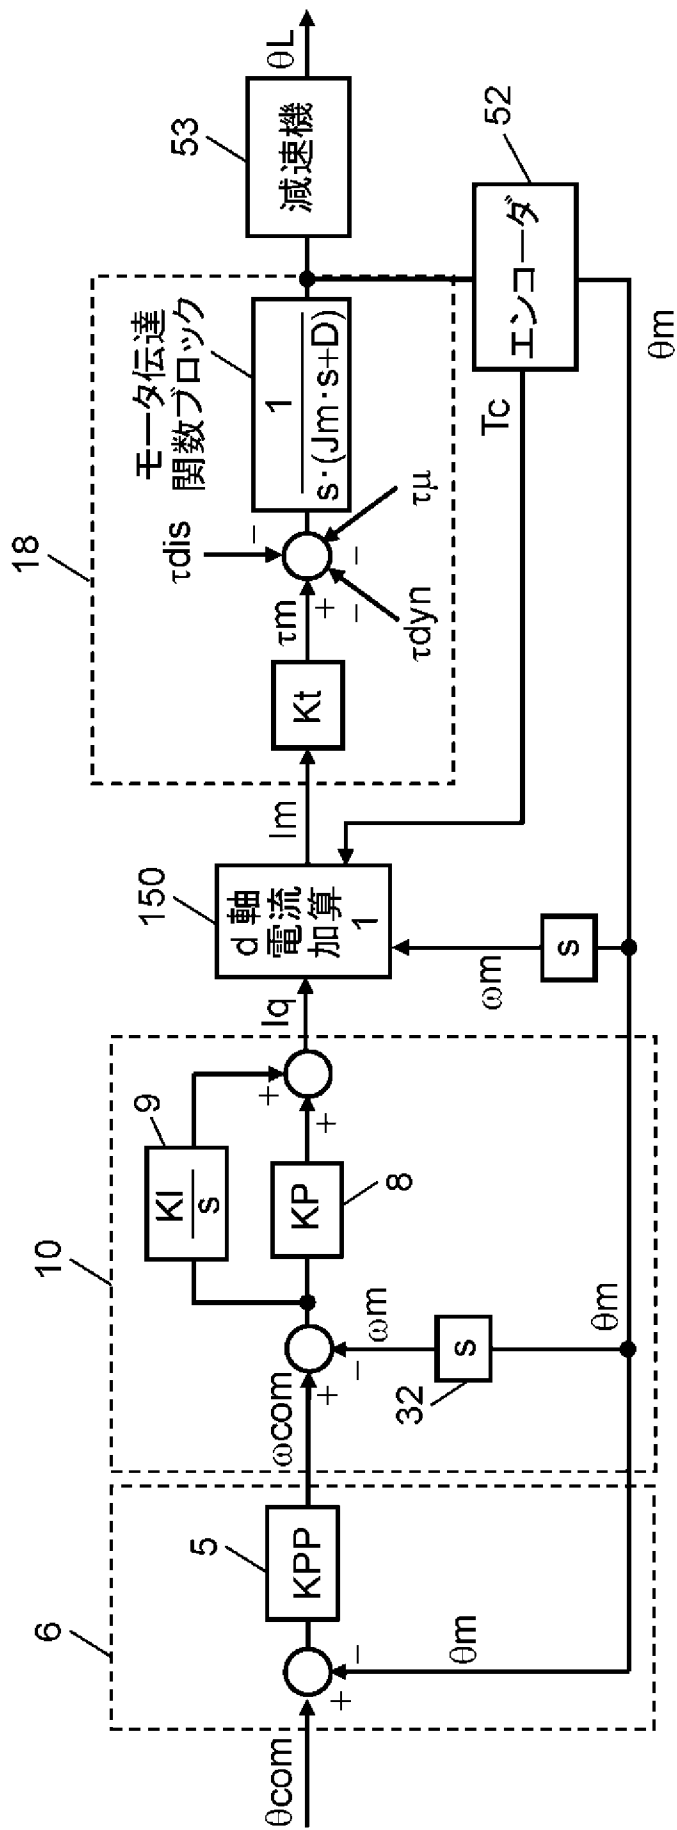 θcom
+
−
θm
6
5
KPP
ωcom
+
−
ωm
32
s
θm
10
9
KI
s
KP
8
+
+
Iq
150
d軸
電流
加算
1
ωm
s
Im
18
Kt
τm
+
τdis
−
τdyn
−
−
τμ
モータ伝達
関数ブロック
1
s·(Jm·s+D)
Tc
53
減速機
θL
52
エンコーダ
θm